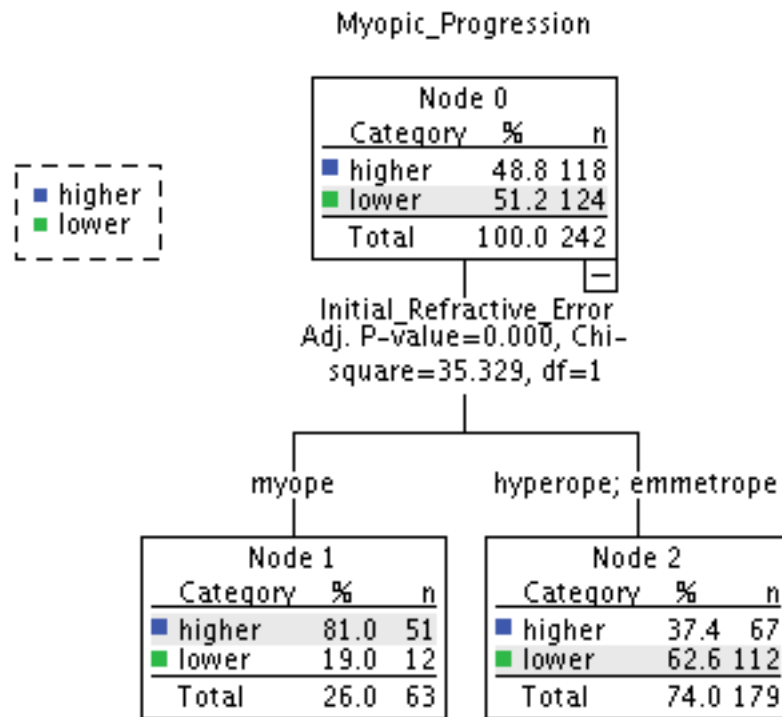 Myopic_Progression
Node 0
Category % n
higher 48.8 118
lower 51.2 124
Total 100.0 242
higher
lower
Initial_Refractive_Error
Adj. P-value=0.000, Chi-
square=35.329, df=1
myope
hyperope; emmetrope
Node 1
Category % n
higher 81.0 51
lower 19.0 12
Total 26.0 63
Node 2
Category % n
higher 37.4 67
lower 62.6 112
Total 74.0 179